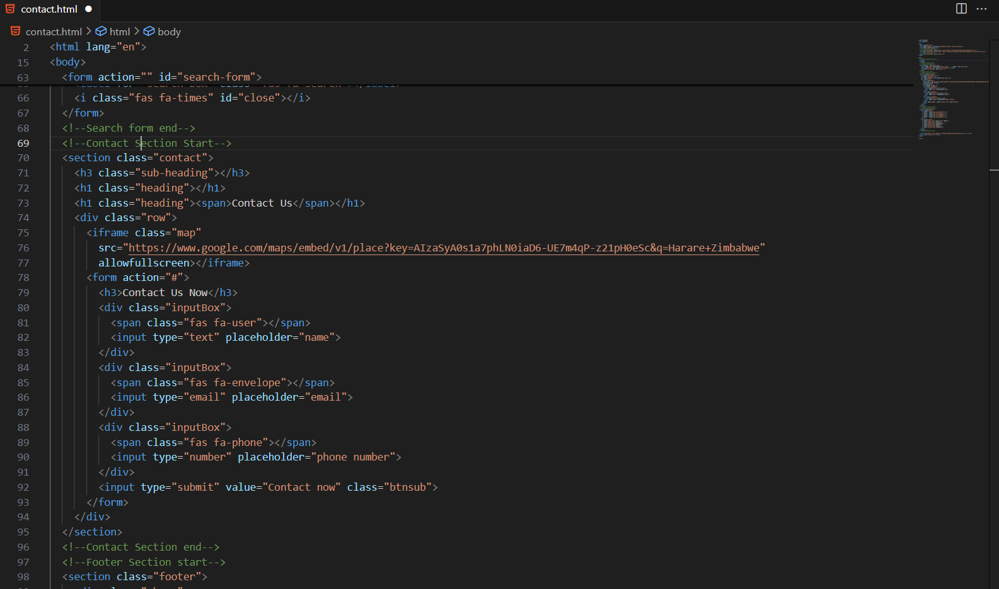 contact.html
contact.html > html > body
2 <html lang="en">
15 <body>
63 <form action="" id="search-form">
66 <i class="fas fa-times" id="close"></i>
67 </form>
68 <!--Search form end-->
69 <!--Contact Section Start-->
70 <section class="contact">
71 <h3 class="sub-heading"></h3>
72 <h1 class="heading"></h1>
73 <h1 class="heading"><span>Contact Us</span></h1>
74 <div class="row">
75 <iframe class="map"
76 src="https://www.google.com/maps/embed/v1/place?key=AIzaSyA0s1a7phLN0iaD6-UE7m4qP-z21pH0eSc&q=Harare+Zimbabwe"
77 allowfullscreen></iframe>
78 <form action="#">
79 <h3>Contact Us Now</h3>
80 <div class="inputBox">
81 <span class="fas fa-user"></span>
82 <input type="text" placeholder="name">
83 </div>
84 <div class="inputBox">
85 <span class="fas fa-envelope"></span>
86 <input type="email" placeholder="email">
87 </div>
88 <div class="inputBox">
89 <span class="fas fa-phone"></span>
90 <input type="number" placeholder="phone number">
91 </div>
92 <input type="submit" value="Contact now" class="btnsub">
93 </form>
94 </div>
95 </section>
96 <!--Contact Section end-->
97 <!--Footer Section start-->
98 <section class="footer">